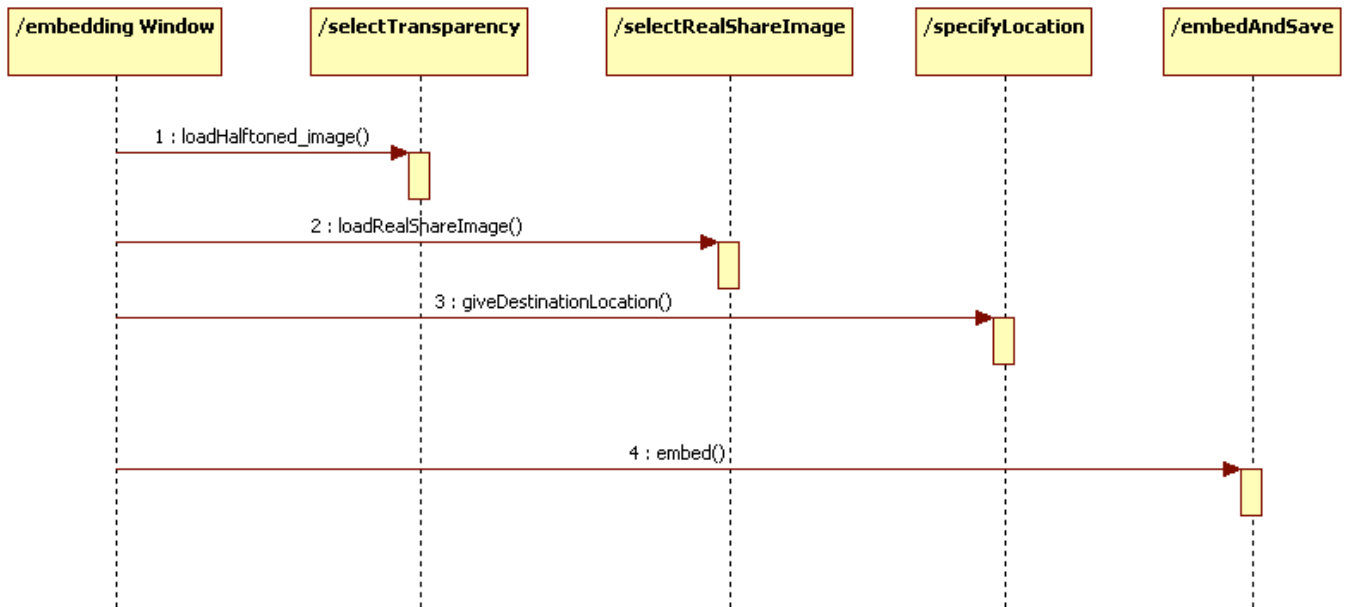 /embedding Window
/selectTransparency
/selectRealShareImage
/specifyLocation
/embedAndSave
1 : loadHalftoned_image()
2 : loadRealShareImage()
3 : giveDestinationLocation()
4 : embed()